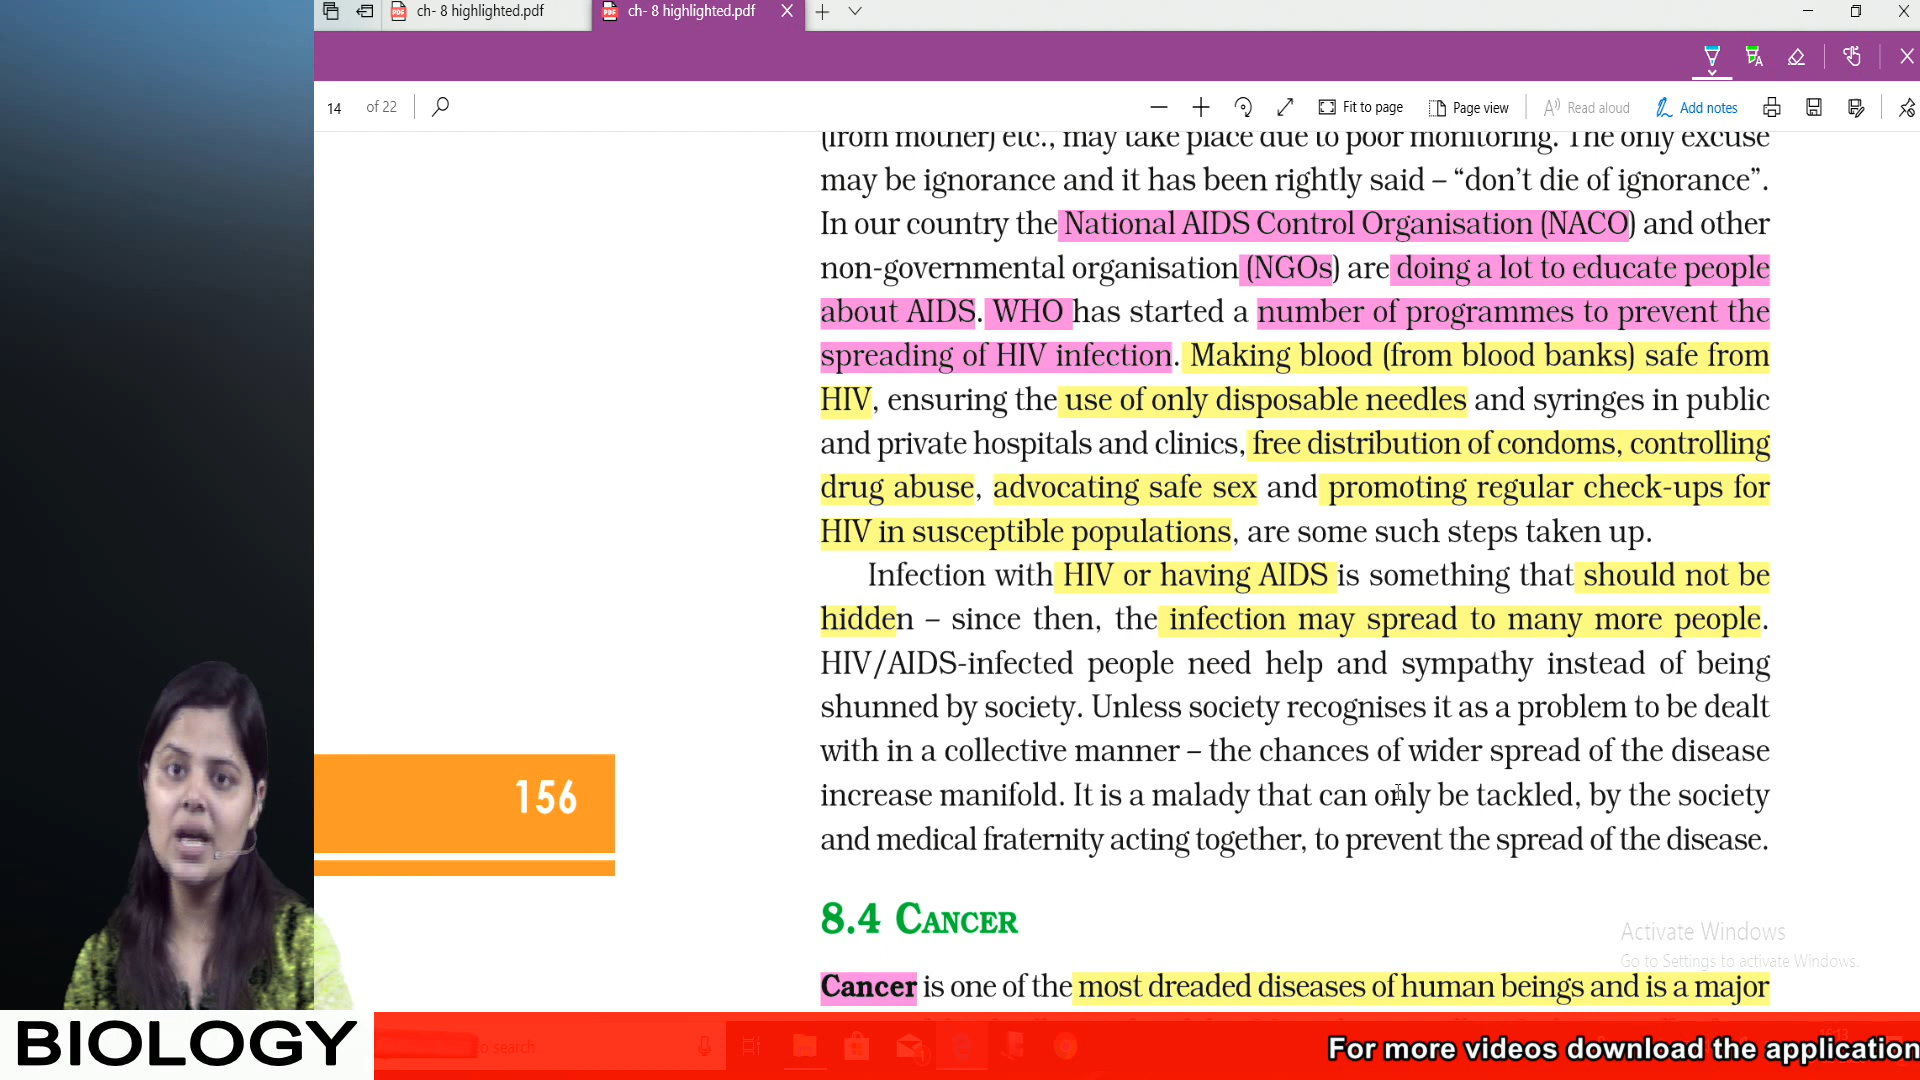 ch- 8 highlighted.pdf
ch- 8 highlighted.pdf
14 of 22
Fit to page
Page view
Read aloud
Add notes
(from mother) etc., may take place due to poor monitoring. The only excuse
may be ignorance and it has been rightly said – “don’t die of ignorance”.
In our country the National AIDS Control Organisation (NACO) and other
non-governmental organisation (NGOs) are doing a lot to educate people
about AIDS. WHO has started a number of programmes to prevent the
spreading of HIV infection. Making blood (from blood banks) safe from
HIV, ensuring the use of only disposable needles and syringes in public
and private hospitals and clinics, free distribution of condoms, controlling
drug abuse, advocating safe sex and promoting regular check-ups for
HIV in susceptible populations, are some such steps taken up.
Infection with HIV or having AIDS is something that should not be
hidden – since then, the infection may spread to many more people.
HIV/AIDS-infected people need help and sympathy instead of being
shunned by society. Unless society recognises it as a problem to be dealt
with in a collective manner – the chances of wider spread of the disease
increase manifold. It is a malady that can only be tackled, by the society
and medical fraternity acting together, to prevent the spread of the disease.
156
8.4 CANCER
Activate Windows
Go to Settings to activate Windows.
Cancer is one of the most dreaded diseases of human beings and is a major
BIOLOGY
to search
For more videos download the application